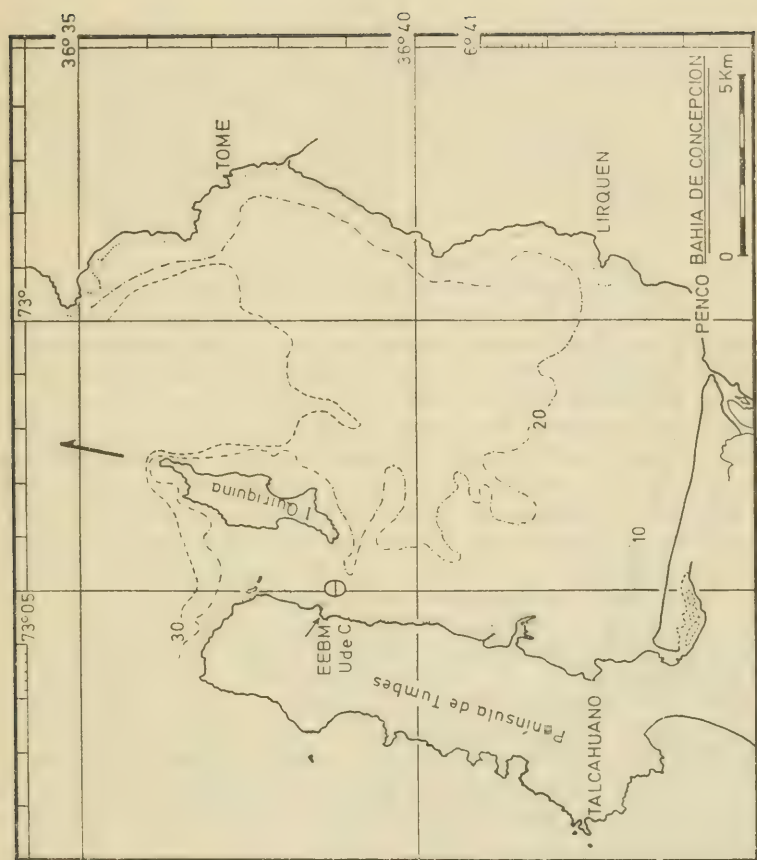 73°05
73°
36°35
36°40
6°41
30
20
10
TOME
I Quiriquina
EEBM
U de C.
Península de Tumbes
LIRQUEN
TALCAHUANO
PENCO
BAHIA DE CONCEPCION
0 5 Km